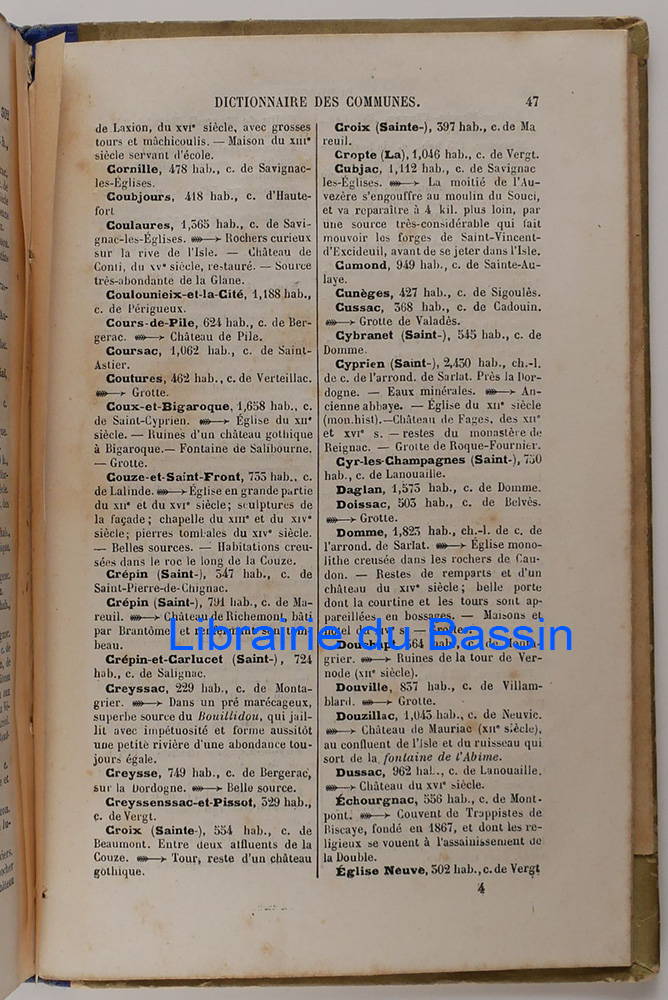 DICTIONNAIRE DES COMMUNES. 47
de Laxion, du XVIe siècle, avec grosses
tours et mâchicoulis. — Maison du XIIIe
siècle servant d'école.
Cornille, 478 hab., c. de Savignac-
les-Églises.
Coubjours, 418 hab., c. d'Haute-
fort
Coulaures, 1,365 hab., c. de Savi-
gnac-les-Églises. ➳ Rochers curieux
sur la rive de l'Isle. — Château de
Conti, du XVe siècle, restauré. — Source
très-abondante de la Glane.
Coulounieix-et-la-Cité, 1,188 hab.,
c. de Périgueux.
Cours-de-Pile, 624 hab., c. de Ber-
gerac. ➳ Château de Pile.
Coursac, 1,062 hab., c. de Saint-
Astier.
Coutures, 462 hab., c. de Verteillac.
➳ Grotte.
Coux-et-Bigaroque, 1,658 hab., c.
de Saint-Cyprien. ➳ Église du XIIe
siècle. — Ruines d'un château gothique
à Bigaroque. — Fontaine de Salibourne.
— Grotte.
Couze-et-Saint-Front, 733 hab., c.
de Lalinde. ➳ Église en grande partie
du XIIe et du XVIe siècle; sculptures de
la façade; chapelle du XIIIe et du XIVe
siècle; pierres tombales du XIVe siècle.
— Belles sources. — Habitations creu-
sées dans le roc le long de la Couze.
Crépin (Saint-), 547 hab., c. de
Saint-Pierre-de-Chignac.
Crépin (Saint-), 791 hab., c. de Ma-
reuil. ➳ Château de Richemont, bâti
par Brantôme et renfermant son tom-
beau.
Crépin-et-Carlucet (Saint-), 724
hab., c. de Salignac.
Creyssac, 229 hab., c. de Monta-
grier. ➳ Dans un pré marécageux,
superbe source du Bouillidou, qui jail-
lit avec impétuosité et forme aussitôt
une petite rivière d'une abondance tou-
jours égale.
Creysse, 749 hab., c. de Bergerac,
sur la Dordogne. ➳ Belle source.
Creyssenssac-et-Pissot, 329 hab.,
c. de Vergt.
Croix (Sainte-), 554 hab., c. de
Beaumont. Entre deux affluents de la
Couze. ➳ Tour, reste d'un château
gothique.
Croix (Sainte-), 397 hab., c. de Ma
reuil.
Cropte (La), 1,046 hab., c. de Vergt.
Cubjac, 1,112 hab., c. de Savignac
les-Églises. ➳ La moitié de l'Au-
vezère s'engouffre au moulin du Souci,
et va reparaître à 4 kil. plus loin, par
une source très-considérable qui fait
mouvoir les forges de Saint-Vincent-
d'Excideuil, avant de se jeter dans l'Isle.
Cumond, 949 hab., c. de Sainte-Au-
laye.
Cunèges, 427 hab., c. de Sigoulès.
Cussac, 368 hab., c. de Cadouin.
➳ Grotte de Valadès.
Cybranet (Saint-), 545 hab., c. de
Domme.
Cyprien (Saint-), 2,430 hab., ch.-l.
de c. de l'arrond. de Sarlat. Près la Dor-
dogne. — Eaux minérales. ➳ An-
cienne abbaye. — Église du XIIe siècle
(mon. hist). — Château de Fages, des XIIe
et XVIe s. — restes du monastère de
Reignac. — Grotte de Roque-Fournier.
Cyr-les-Champagnes (Saint-), 750
hab., c. de Lanouaille.
Daglan, 1,573 hab., c. de Domme.
Doissac, 503 hab., c. de Belvès.
➳ Grotte.
Domme, 1,823 hab., ch.-l. de c. de
l'arrond. de Sarlat. ➳ Église mono-
lithe creusée dans les rochers de Cau-
don. — Restes de remparts et d'un
château du XIVe siècle; belle porte
dont la courtine et les tours sont ap-
pareillées en bossages. — Maisons et
hôtel du s. — Grotte
Douchapt, 564 hab., c. de Monta-
grier. ➳ Ruines de la tour de Ver-
node (XIIe siècle).
Douville, 837 hab., c. de Villam-
blard. ➳ Grotte.
Douzillac, 1,043 hab., c. de Neuvic.
➳ Château de Mauriac (XIIe siècle),
au confluent de l'Isle et du ruisseau qui
sort de la fontaine de l'Abime.
Dussac, 962 hab., c. de Lanouaille.
➳ Château du XVIe siècle.
Échourgnac, 556 hab., c. de Mont-
pont. ➳ Couvent de Trappistes de
Biscaye, fondé en 1867, et dont les re-
ligieux se vouent à l'assainissement de
la Double.
Église Neuve, 302 hab., c. de Vergt
4
Librairie du Bassin